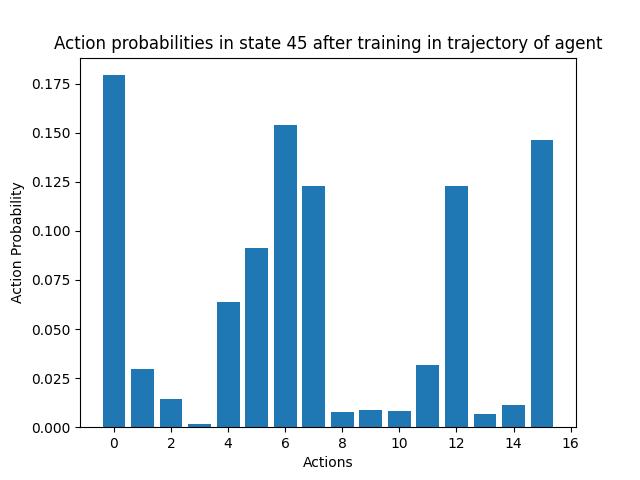 Action probabilities in state 45 after training in trajectory of agent
0.175
0.150
0.125
0.100
0.075
0.050
0.025
0.000
Action Probability
0 2 4 6 8 10 12 14 16
Actions